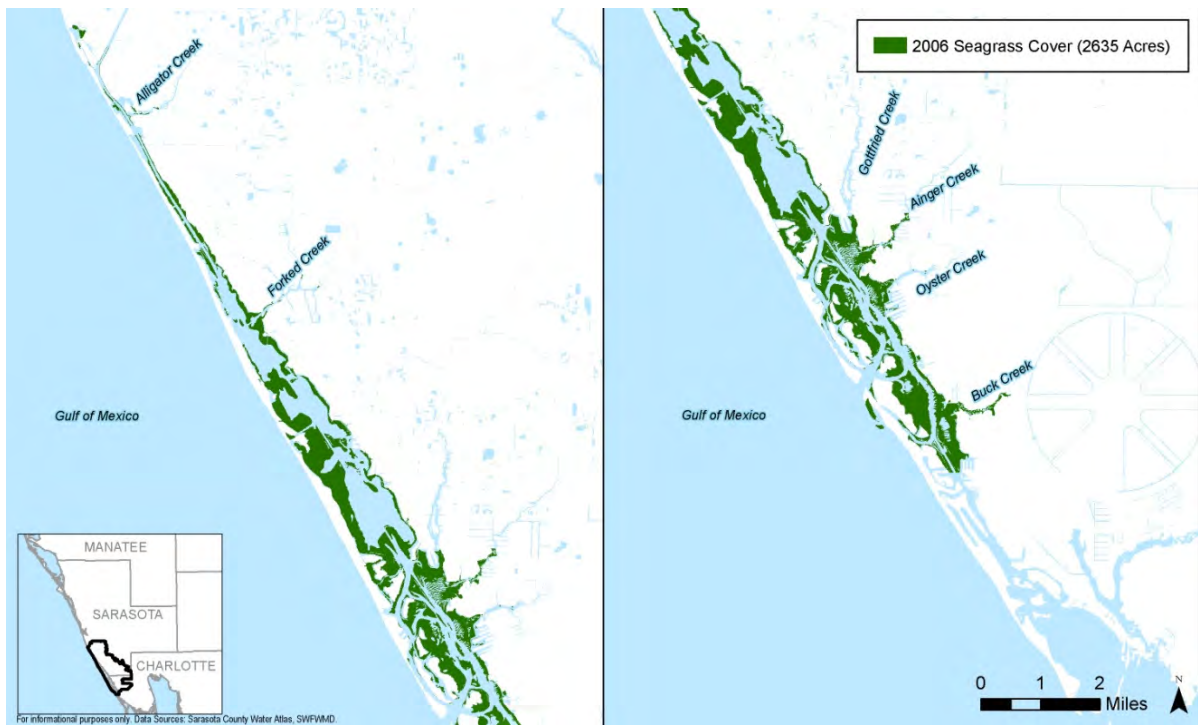 Alligator Creek
Forked Creek
Gulf of Mexico
MANATEE
SARASOTA
CHARLOTTE
For informational purposes only. Data Sources: Sarasota County Water Atlas, SWFWMD.
2006 Seagrass Cover (2635 Acres)
Gottfried Creek
Ainger Creek
Oyster Creek
Buck Creek
Gulf of Mexico
0 1 2
Miles
N